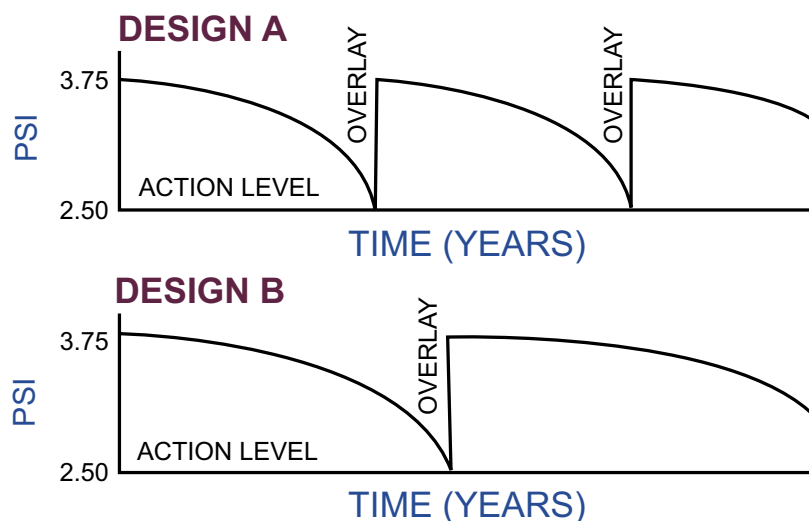 DESIGN A
OVERLAY
OVERLAY
3.75
PSI
ACTION LEVEL
2.50
TIME (YEARS)
DESIGN B
OVERLAY
3.75
PSI
ACTION LEVEL
2.50
TIME (YEARS)